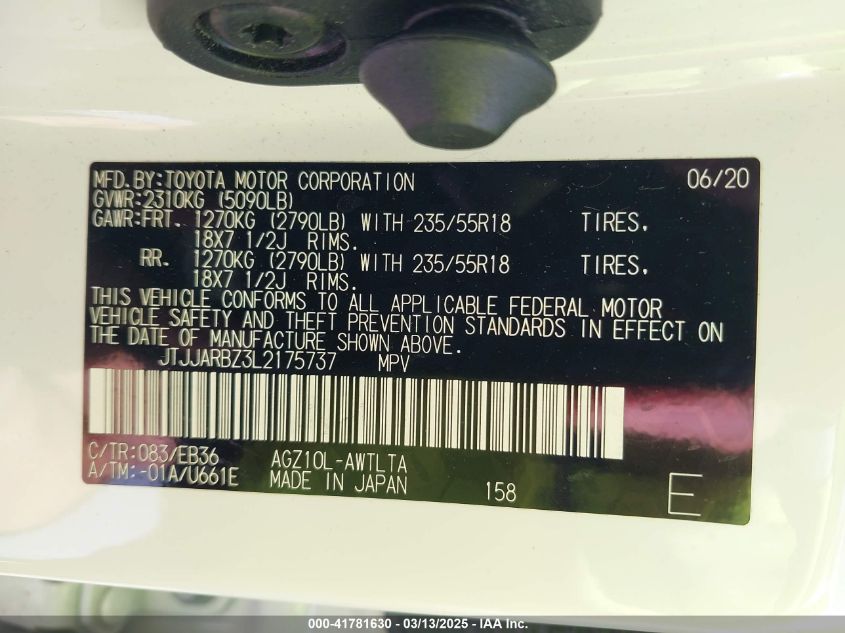 MFD.BY:TOYOTA MOTOR CORPORATION 06/20
GVWR:2310KG (5090LB)
GAWR:FRT. 1270KG (2790LB) WITH 235/55R18 TIRES.
18X7 1/2J RIMS.
RR. 1270KG (2790LB) WITH 235/55R18 TIRES.
18X7 1/2J RIMS.
THIS VEHICLE CONFORMS TO ALL APPLICABLE FEDERAL MOTOR
VEHICLE SAFETY AND THEFT PREVENTION STANDARDS IN EFFECT ON
THE DATE OF MANUFACTURE SHOWN ABOVE.
JTJJARBZ3L2175737 MPV
C/TR:083/EB36 AGZ10L-AWTLTA
A/TM:-01A/U661E MADE IN JAPAN 158 E
000-41781630 - 03/13/2025 - IAAI Inc.